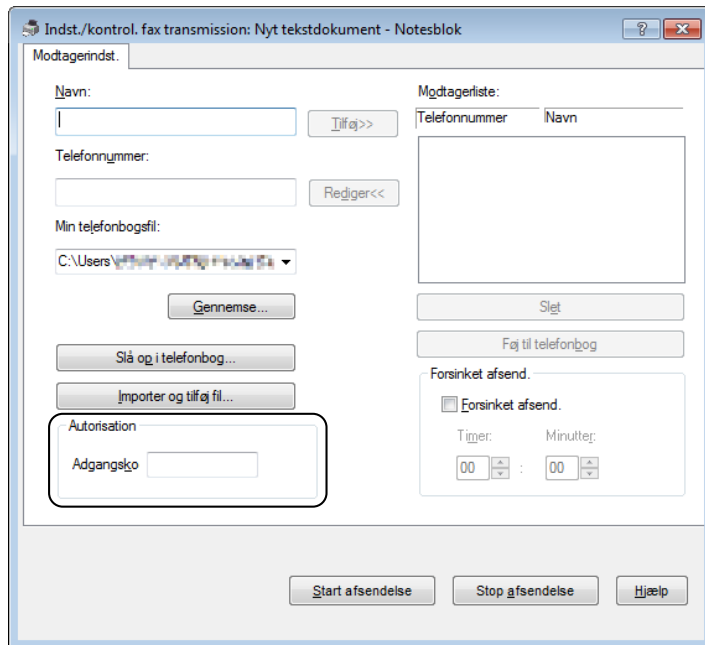 Indst./kontrol. fax transmission: Nyt tekstdokument - Notesblok
Modtagerindst.
Navn:
Tilføj>>
Telefonnummer:
Rediger<<
Min telefonbogsfil:
C:\Users\
Gennemse...
Slå op i telefonbog...
Importer og tilføj fil...
Autorisation
Adgangsko
Modtagerliste:
Telefonnummer Navn
Slet
Føj til telefonbog
Forsinket afsend.
Forsinket afsend.
Timer: Minutter:
00 : 00
Start afsendelse Stop afsendelse Hjælp